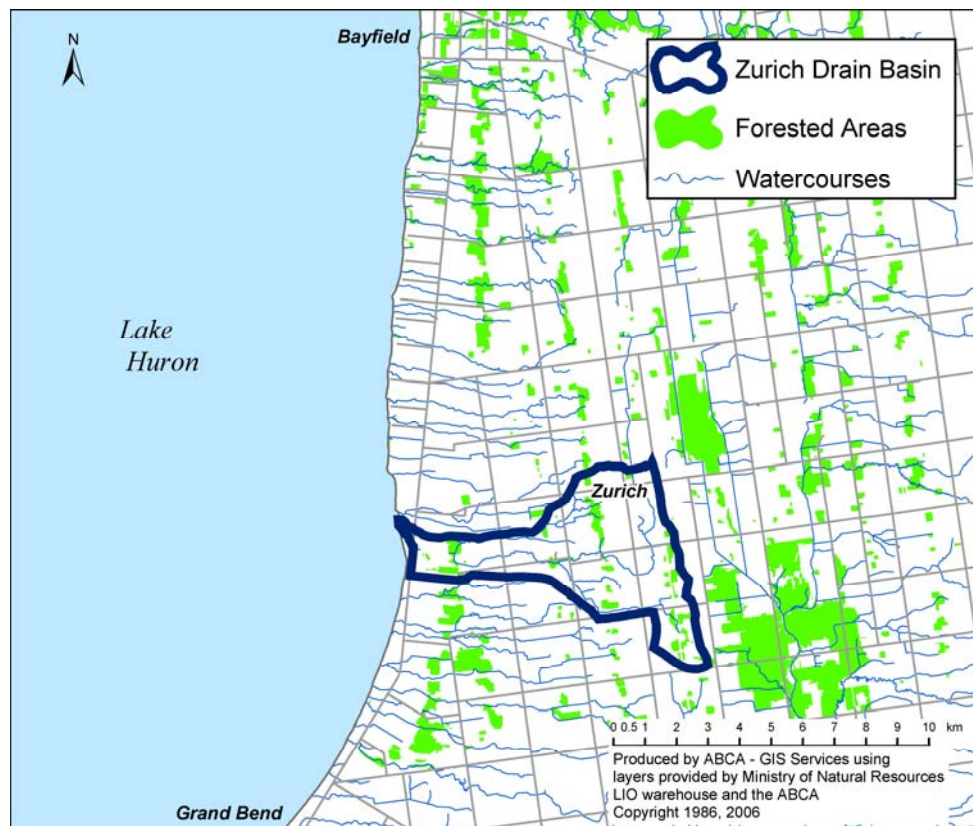 Bayfield
N
Zurich Drain Basin
Forested Areas
Watercourses
Lake
Huron
Zurich
0 0.5 1 2 3 4 5 6 7 8 9 10 km
Produced by ABCA - GIS Services using
layers provided by Ministry of Natural Resources
LIO warehouse and the ABCA
Copyright 1986, 2006
Grand Bend